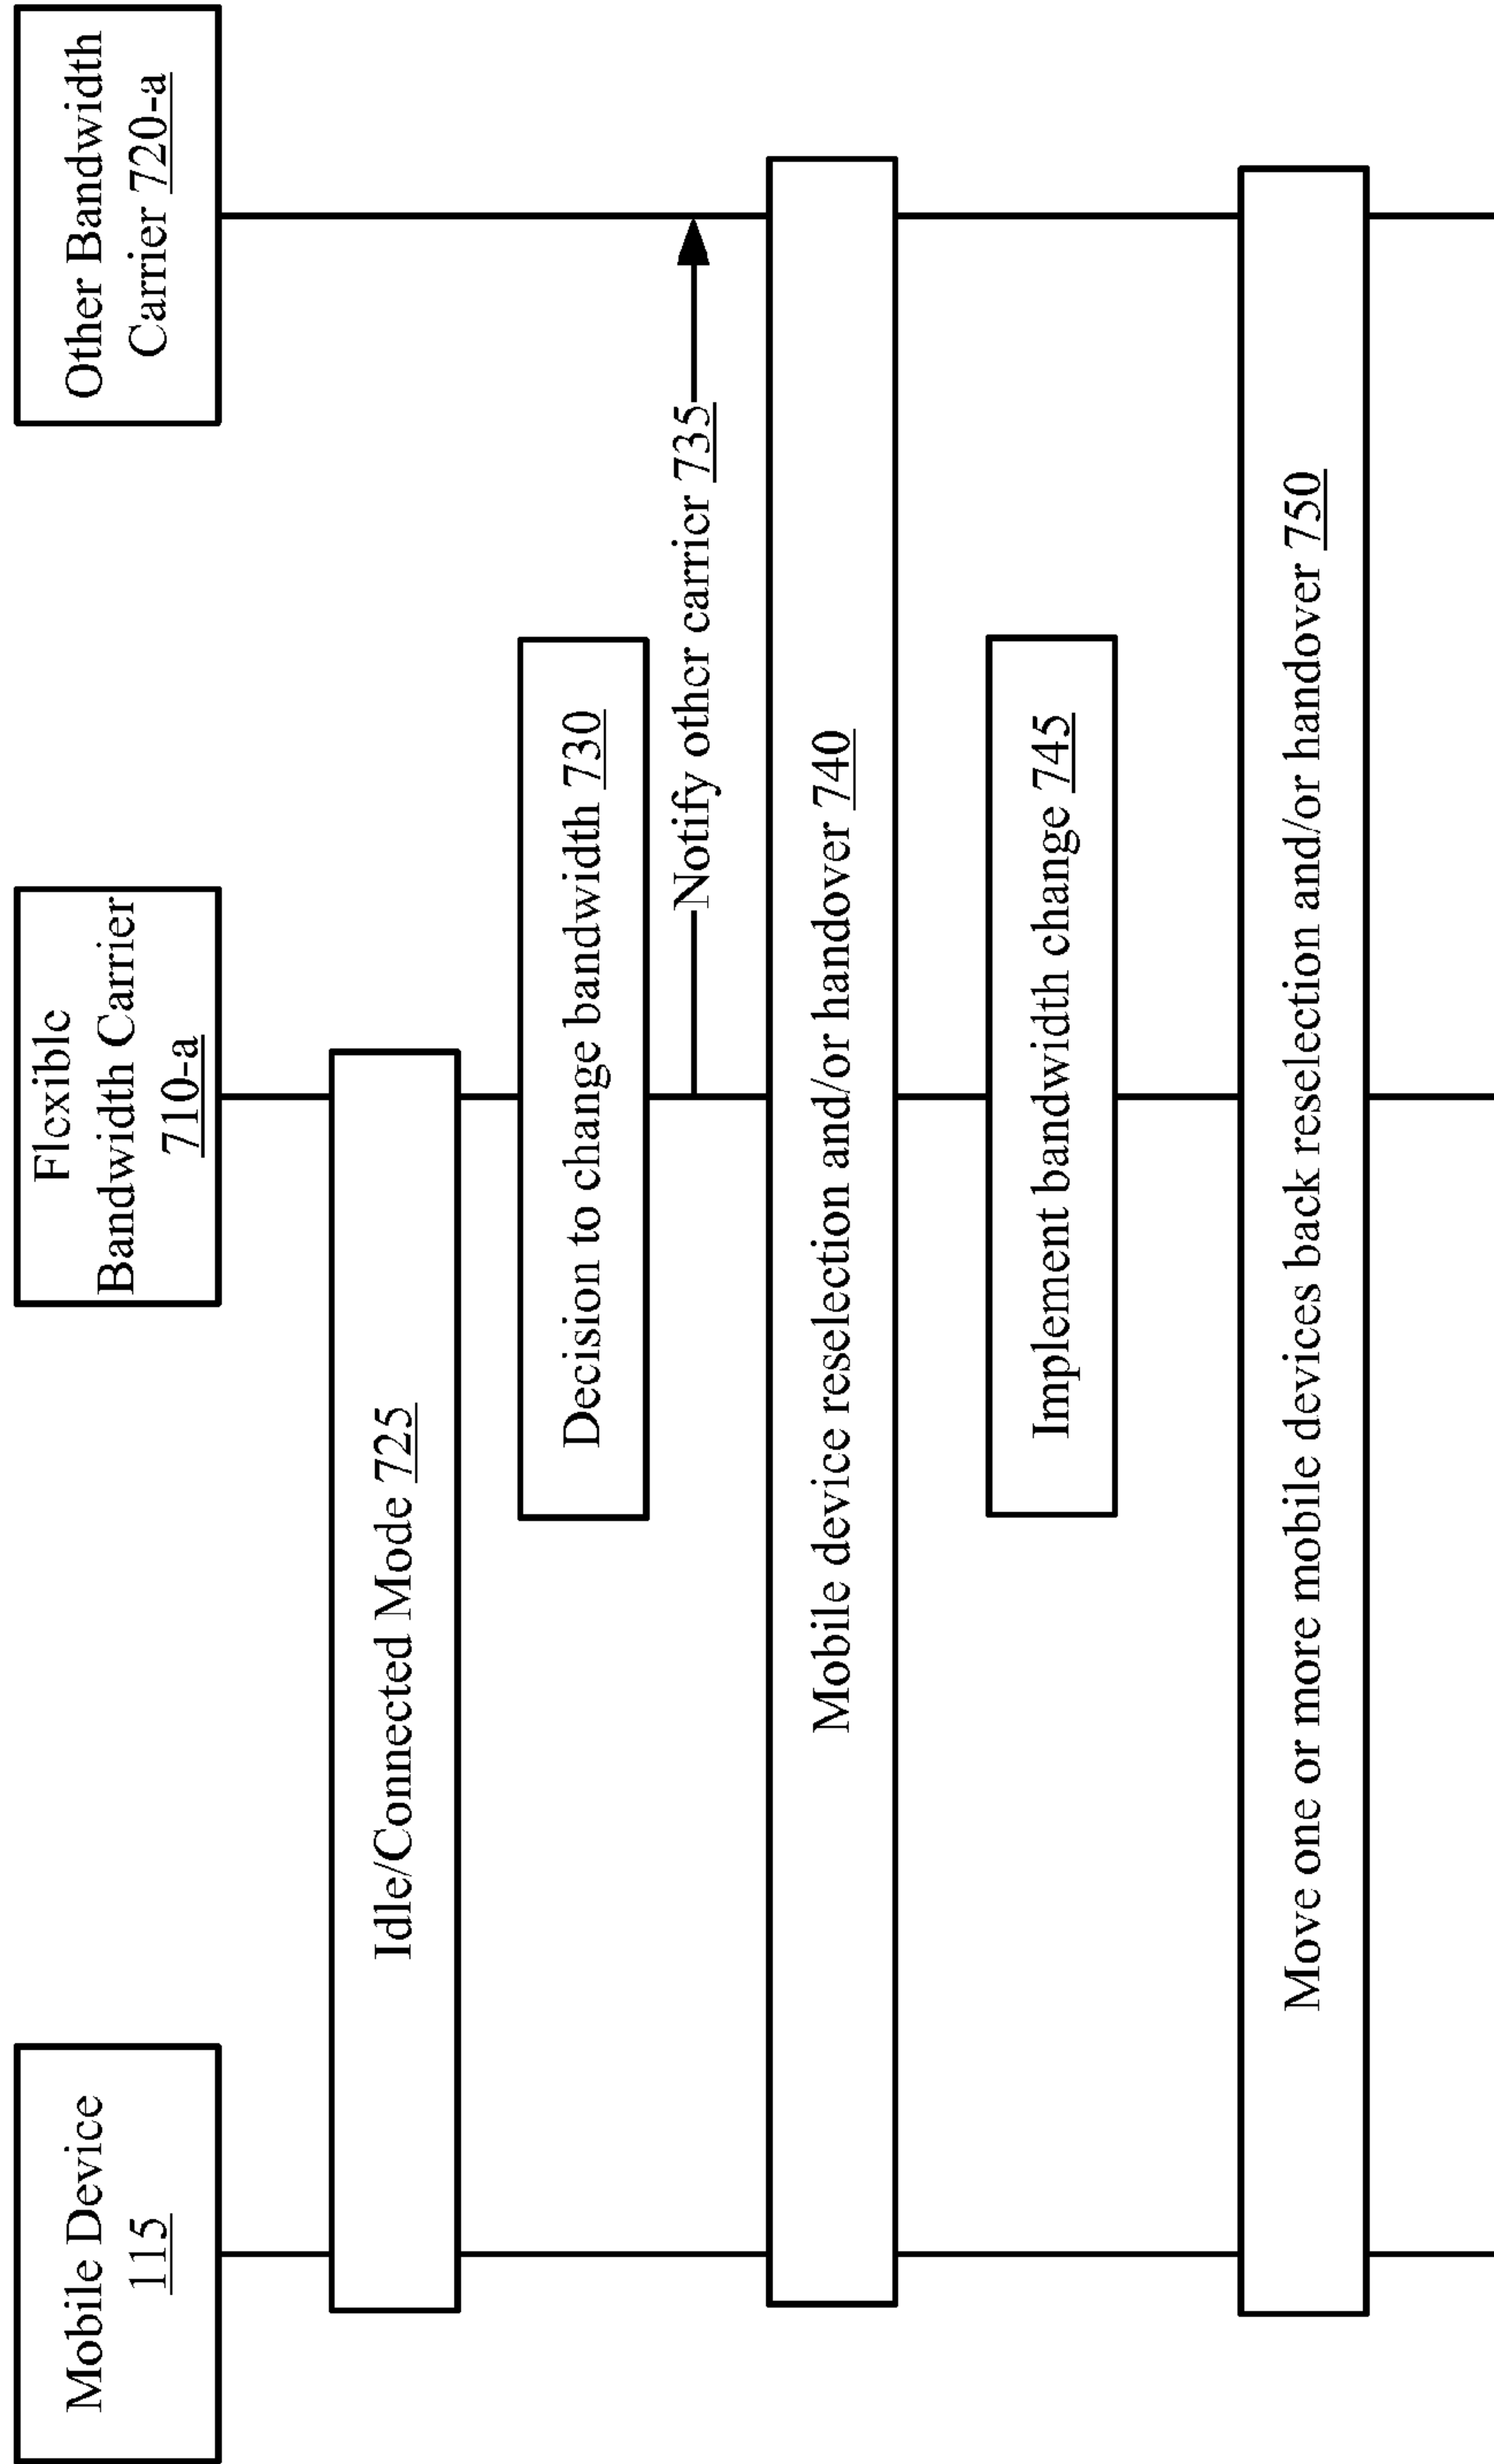 Mobile Device
115
Flexible
Bandwidth Carrier
710-a
Other Bandwidth
Carrier 720-a
Idle/Connected Mode 725
Decision to change bandwidth 730
Notify other carrier 735
Mobile device reselection and/or handover 740
Implement bandwidth change 745
Move one or more mobile devices back reselection and/or handover 750